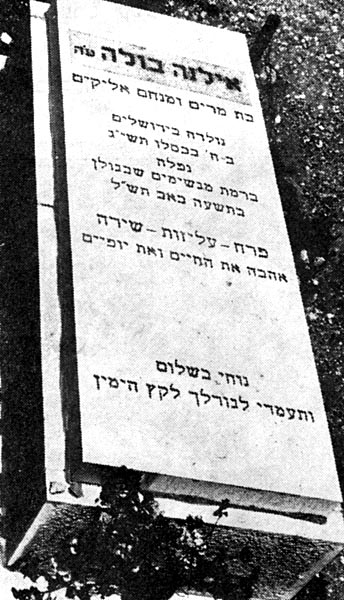 אילנה בולה ע"ה
בת מרים ומנחם אליקים
נולדה בירושלים
ב-ח' בכסלו תשי"ג
נפלה
ברמת מגשימים שבגולן
בתשעה באב תש"ל
פרח-עליזות-שירה
אהבה את החיים ואת יופיים
נוחי בשלום
ותעמדי לגורלך לקץ הימין